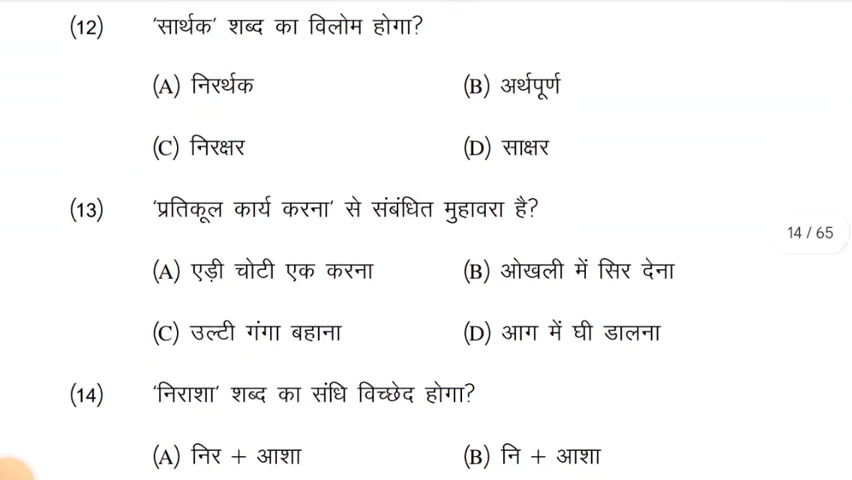 (12) 'सार्थक' शब्द का विलोम होगा?
(A) निरर्थक (B) अर्थपूर्ण
(C) निरक्षर (D) साक्षर
(13) 'प्रतिकूल कार्य करना' से संबंधित मुहावरा है?
14 / 65
(A) एड़ी चोटी एक करना (B) ओखली में सिर देना
(C) उल्टी गंगा बहाना (D) आग में घी डालना
(14) 'निराशा' शब्द का संधि विच्छेद होगा?
(A) निर + आशा (B) नि + आशा